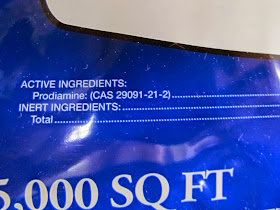 ACTIVE INGREDIENTS:
Prodiamine: (CAS 29091-21-2)
INERT INGREDIENTS:
Total
5,000 SQ FT